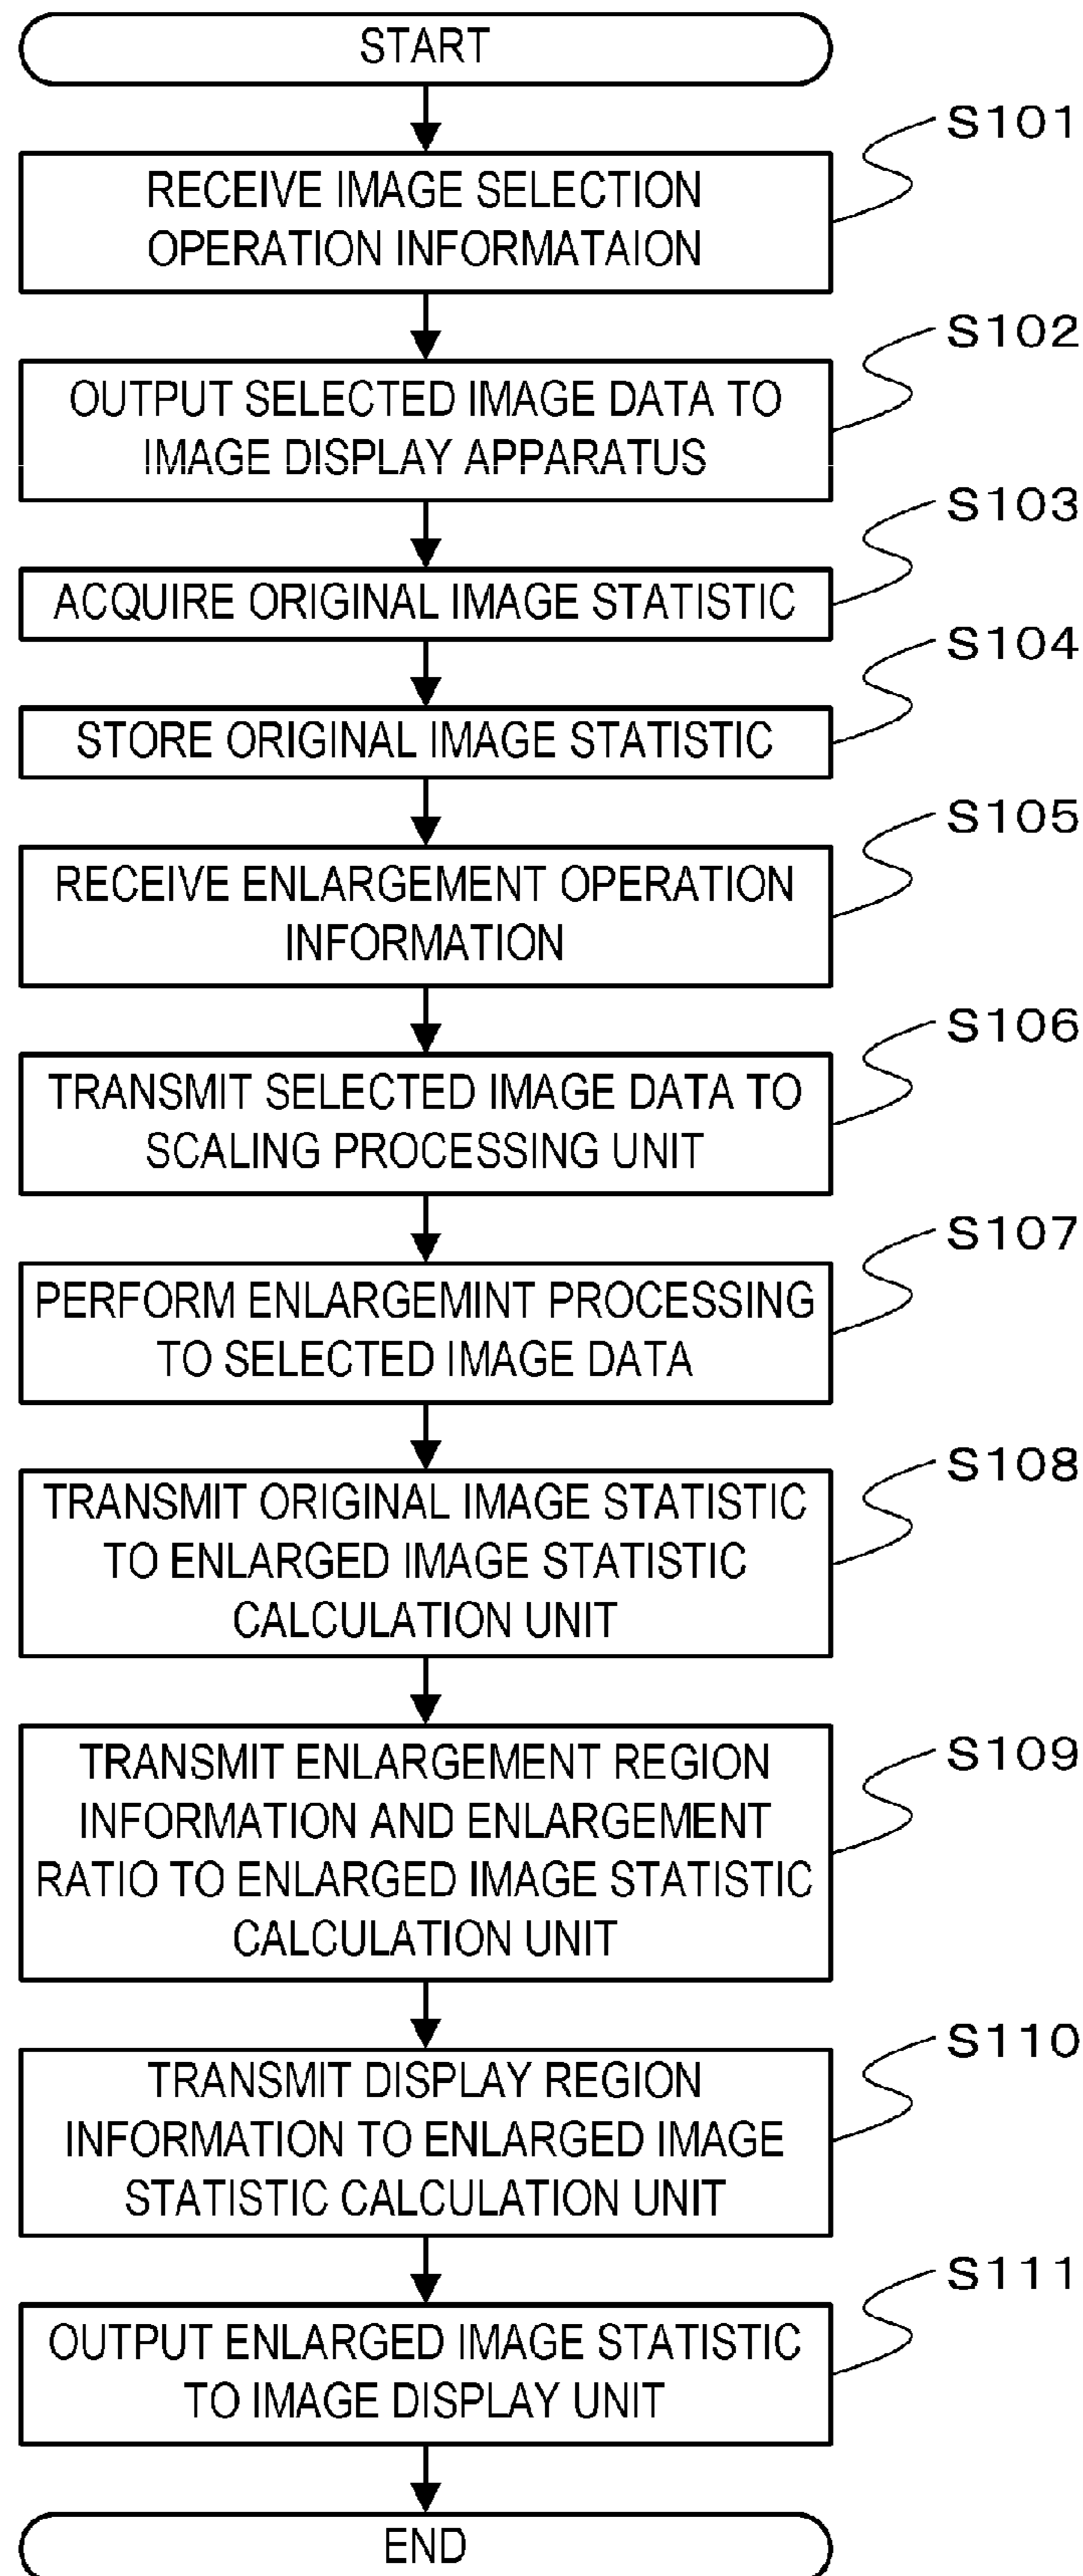 START
S101
RECEIVE IMAGE SELECTION
OPERATION INFORMATAION
S102
OUTPUT SELECTED IMAGE DATA TO
IMAGE DISPLAY APPARATUS
S103
ACQUIRE ORIGINAL IMAGE STATISTIC
S104
STORE ORIGINAL IMAGE STATISTIC
S105
RECEIVE ENLARGEMENT OPERATION
INFORMATION
S106
TRANSMIT SELECTED IMAGE DATA TO
SCALING PROCESSING UNIT
S107
PERFORM ENLARGEMINT PROCESSING
TO SELECTED IMAGE DATA
S108
TRANSMIT ORIGINAL IMAGE STATISTIC
TO ENLARGED IMAGE STATISTIC
CALCULATION UNIT
S109
TRANSMIT ENLARGEMENT REGION
INFORMATION AND ENLARGEMENT
RATIO TO ENLARGED IMAGE STATISTIC
CALCULATION UNIT
S110
TRANSMIT DISPLAY REGION
INFORMATION TO ENLARGED IMAGE
STATISTIC CALCULATION UNIT
S111
OUTPUT ENLARGED IMAGE STATISTIC
TO IMAGE DISPLAY UNIT
END